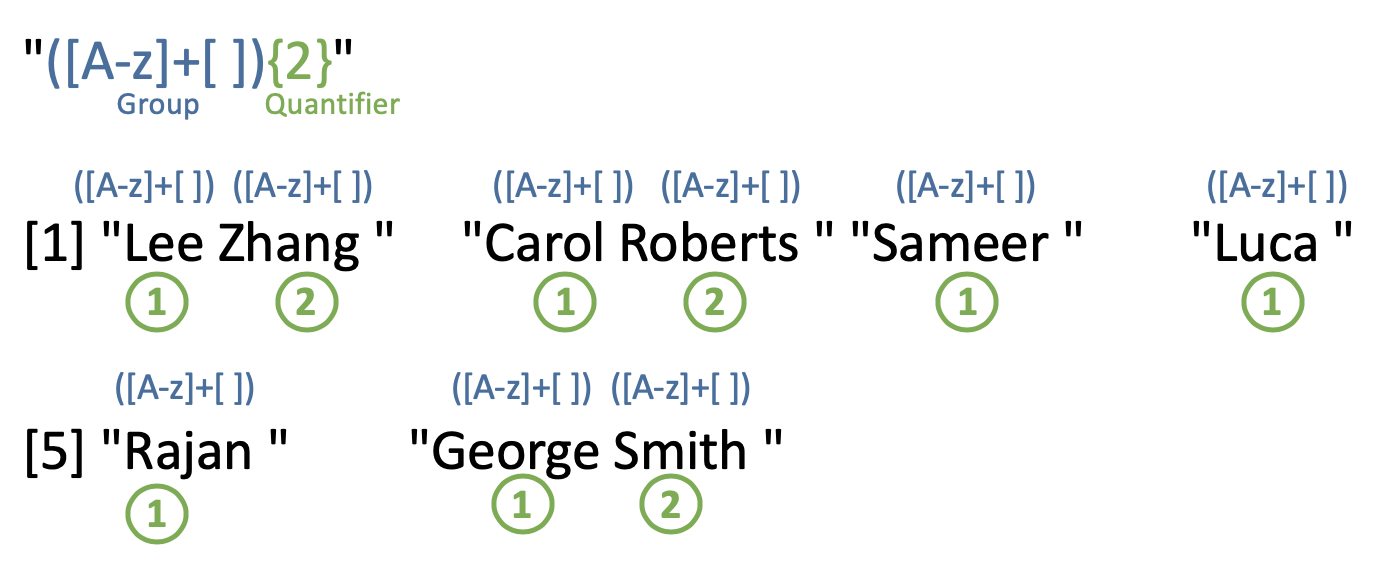 "([A-z]+[ ]){2}"
Group Quantifier
([A-z]+[ ]) ([A-z]+[ ]) ([A-z]+[ ]) ([A-z]+[ ]) ([A-z]+[ ]) ([A-z]+[ ])
[1] "Lee Zhang " "Carol Roberts " "Sameer " "Luca "
1 2 1 2 1 1
([A-z]+[ ]) ([A-z]+[ ]) ([A-z]+[ ])
[5] "Rajan " "George Smith "
1 1 2